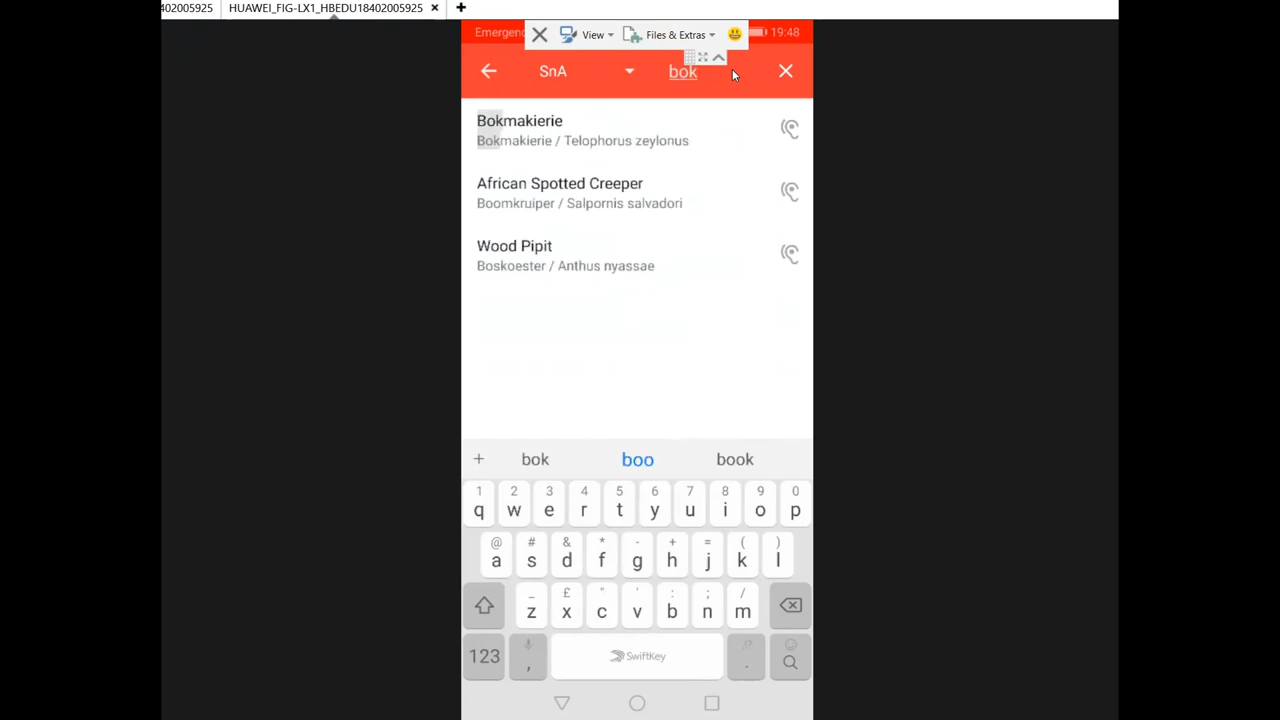 402005925
HUAWEI_FIG-LX1_HBEDU18402005925
Emergenc
View
Files & Extras
19:48
SnA
bok
Bokmakierie
Bokmakierie / Telophorus zeylonus
African Spotted Creeper
Boomkruiper / Salpornis salvadori
Wood Pipit
Boskoester / Anthus nyassae
+ bok boo book
1 2 3 4 5 6 7 8 9 0
q w e r t y u i o p
@ # & * - + = ( )
a s d f g h j k l
_ £ " ' : ; /
z x c v b n m
123 , SwiftKey !? .